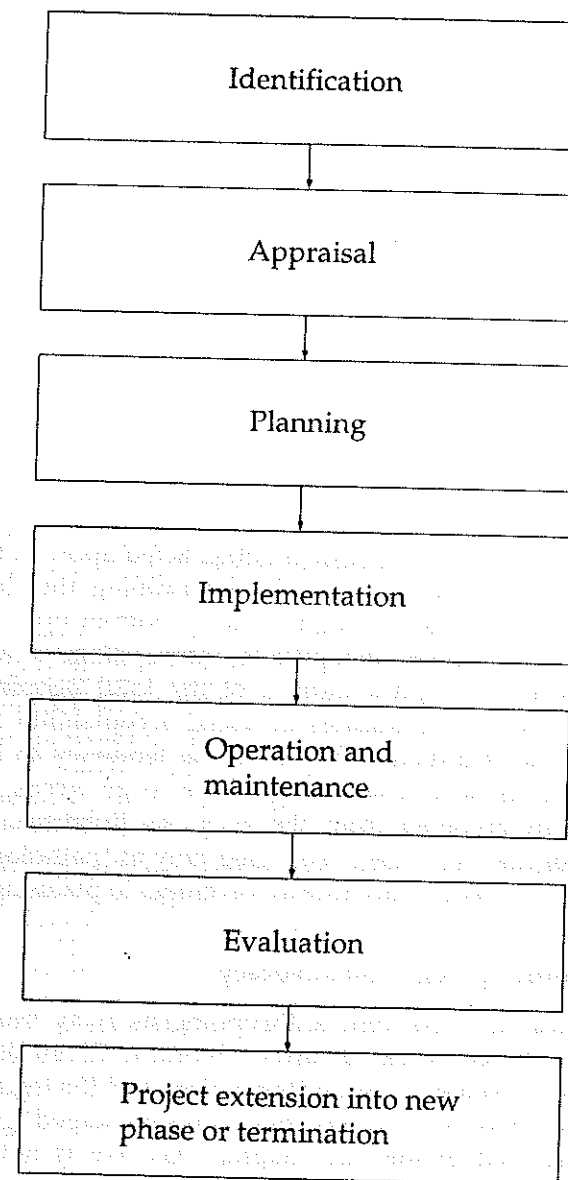 Identification
Appraisal
Planning
Implementation
Operation and
maintenance
Evaluation
Project extension into new
phase or termination